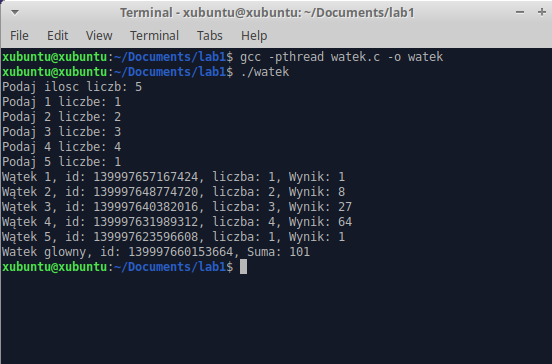 Terminal - xubuntu@xubuntu: ~/Documents/lab1
File Edit View Terminal Tabs Help
xubuntu@xubuntu:~/Documents/lab1$ gcc -pthread watek.c -o watek
xubuntu@xubuntu:~/Documents/lab1$ ./watek
Podaj ilosc liczb: 5
Podaj 1 liczbe: 1
Podaj 2 liczbe: 2
Podaj 3 liczbe: 3
Podaj 4 liczbe: 4
Podaj 5 liczbe: 1
Wątek 1, id: 139997657167424, liczba: 1, Wynik: 1
Wątek 2, id: 139997648774720, liczba: 2, Wynik: 8
Wątek 3, id: 139997640382016, liczba: 3, Wynik: 27
Wątek 4, id: 139997631989312, liczba: 4, Wynik: 64
Wątek 5, id: 139997623596608, liczba: 1, Wynik: 1
Watek glowny, id: 139997660153664, Suma: 101
xubuntu@xubuntu:~/Documents/lab1$